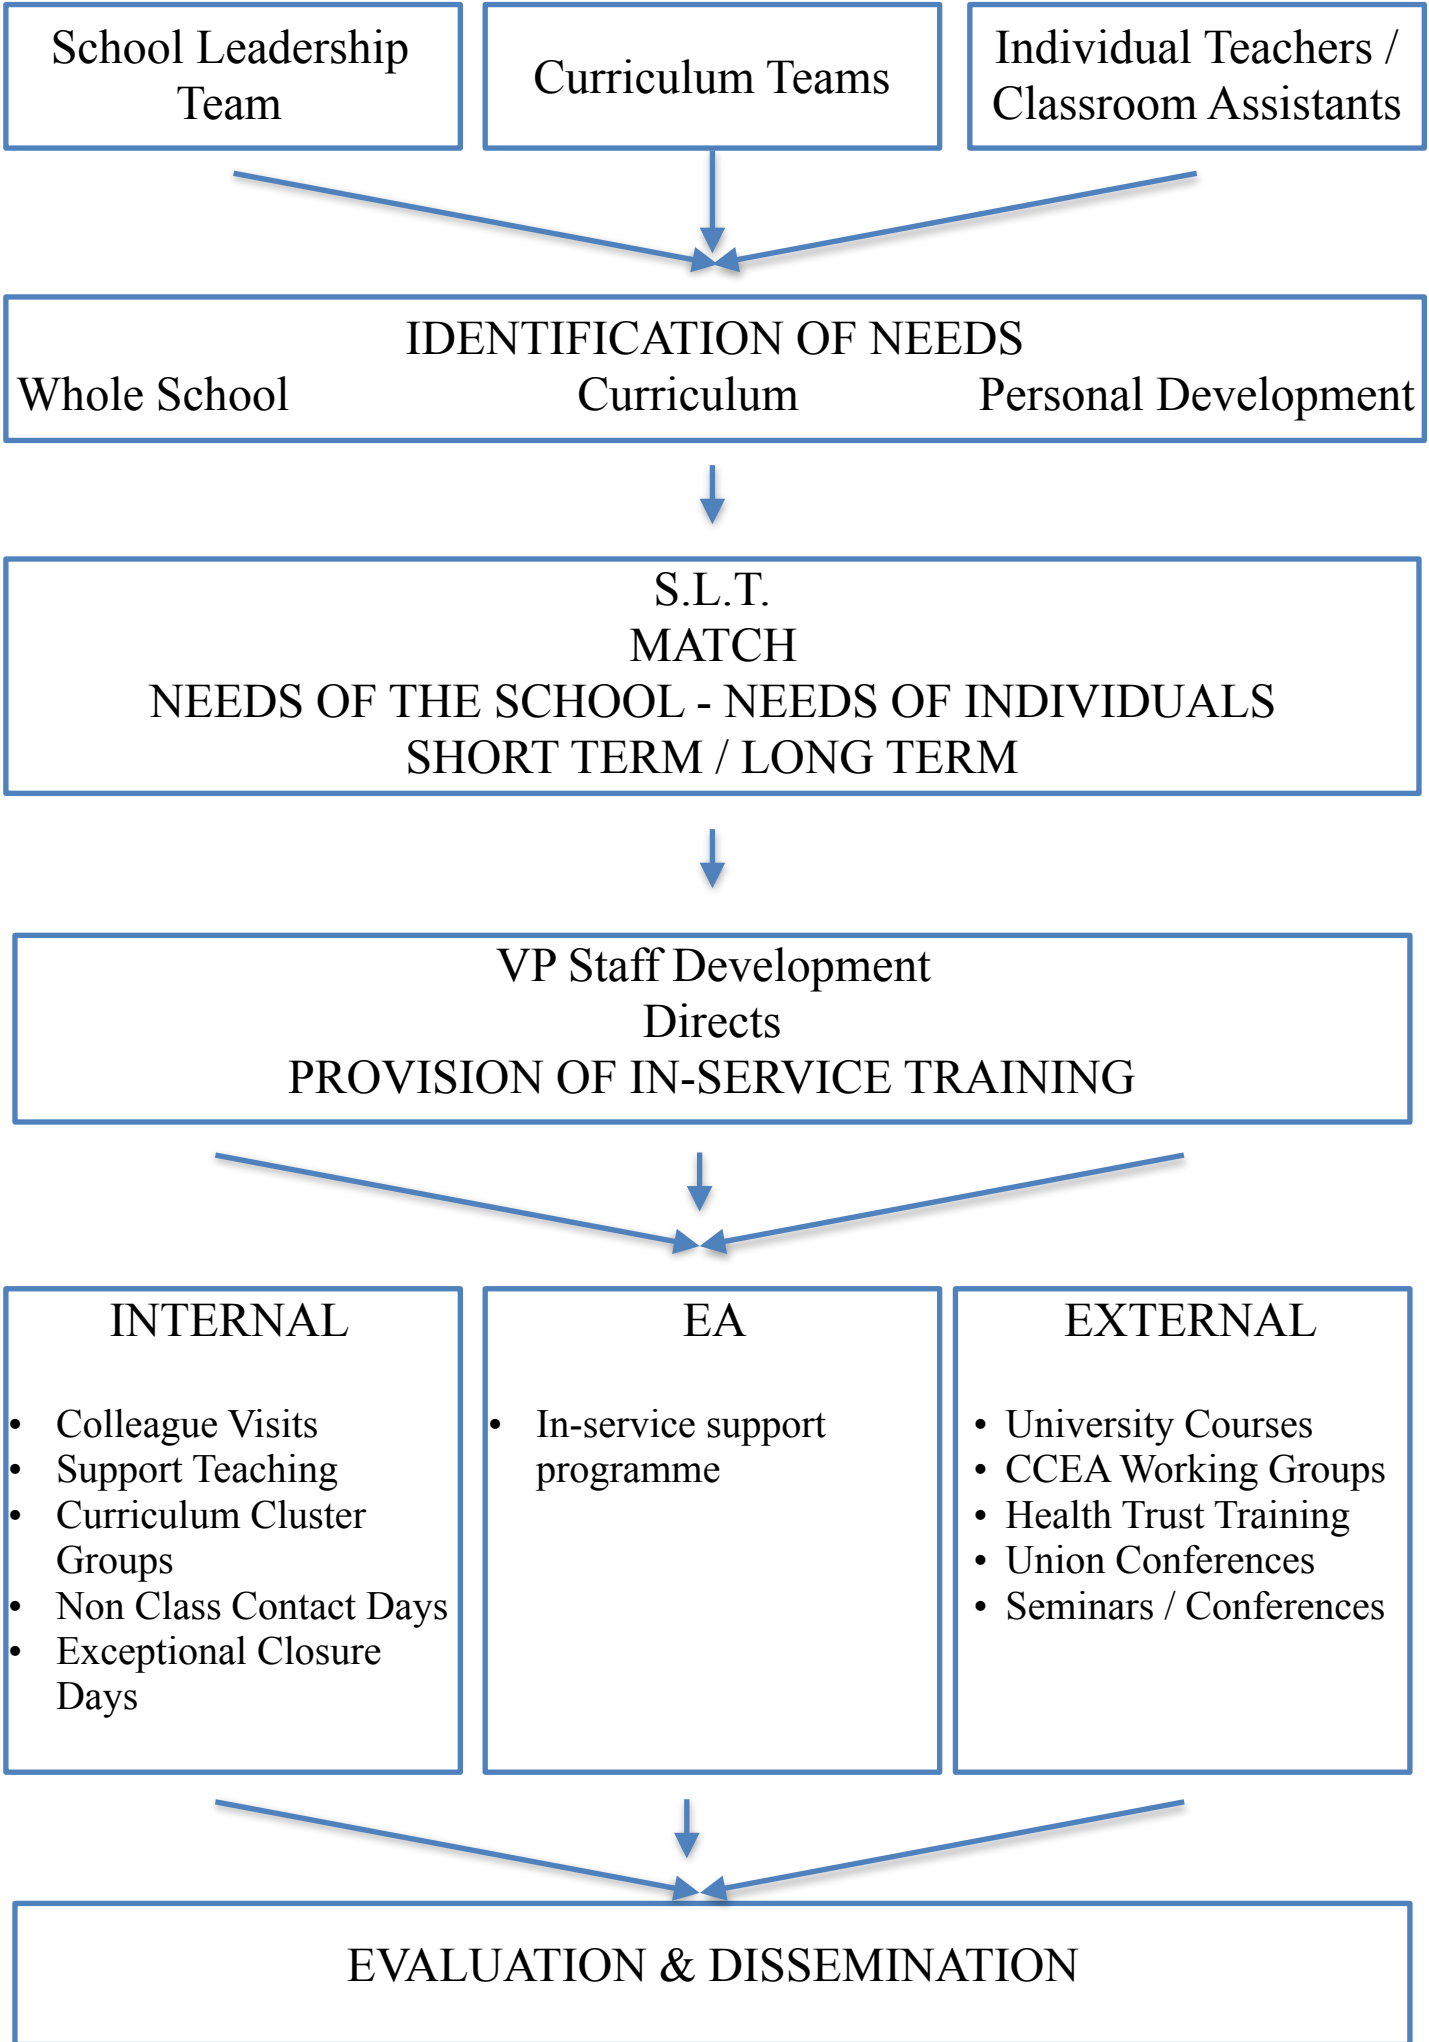 School Leadership
Team
Curriculum Teams
Individual Teachers /
Classroom Assistants
IDENTIFICATION OF NEEDS
Whole School Curriculum Personal Development
S.L.T.
MATCH
NEEDS OF THE SCHOOL - NEEDS OF INDIVIDUALS
SHORT TERM / LONG TERM
VP Staff Development
Directs
PROVISION OF IN-SERVICE TRAINING
INTERNAL
• Colleague Visits
• Support Teaching
• Curriculum Cluster
Groups
• Non Class Contact Days
• Exceptional Closure
Days
EA
• In-service support
programme
EXTERNAL
• University Courses
• CCEA Working Groups
• Health Trust Training
• Union Conferences
• Seminars / Conferences
EVALUATION & DISSEMINATION